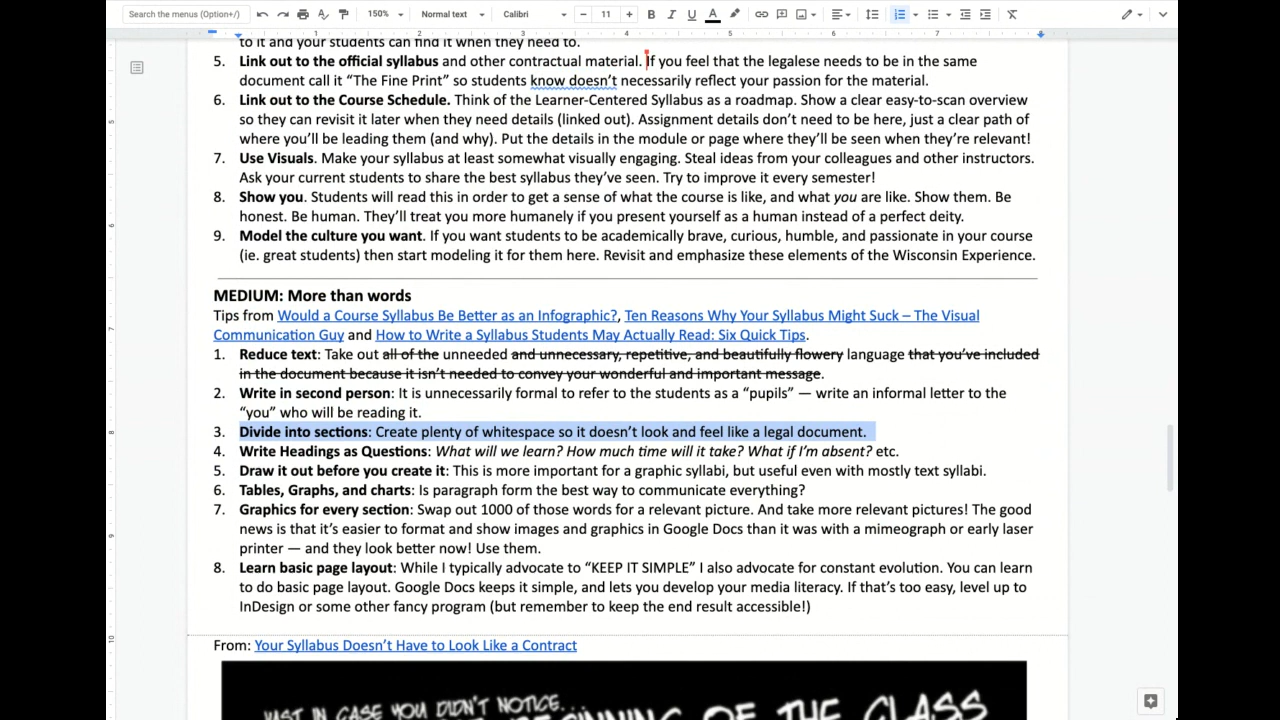 Search the menus (Option+/)
150%
Normal text
Calibri
11
to it and your students can find it when they need to.
5. Link out to the official syllabus and other contractual material. If you feel that the legalese needs to be in the same
document call it “The Fine Print” so students know doesn’t necessarily reflect your passion for the material.
6. Link out to the Course Schedule. Think of the Learner-Centered Syllabus as a roadmap. Show a clear easy-to-scan overview
so they can revisit it later when they need details (linked out). Assignment details don’t need to be here, just a clear path of
where you’ll be leading them (and why). Put the details in the module or page where they’ll be seen when they’re relevant!
7. Use Visuals. Make your syllabus at least somewhat visually engaging. Steal ideas from your colleagues and other instructors.
Ask your current students to share the best syllabus they’ve seen. Try to improve it every semester!
8. Show you. Students will read this in order to get a sense of what the course is like, and what you are like. Show them. Be
honest. Be human. They’ll treat you more humanely if you present yourself as a human instead of a perfect deity.
9. Model the culture you want. If you want students to be academically brave, curious, humble, and passionate in your course
(ie. great students) then start modeling it for them here. Revisit and emphasize these elements of the Wisconsin Experience.
MEDIUM: More than words
Tips from Would a Course Syllabus Be Better as an Infographic?, Ten Reasons Why Your Syllabus Might Suck – The Visual
Communication Guy and How to Write a Syllabus Students May Actually Read: Six Quick Tips.
1. Reduce text: Take out all of the unneeded and unnecessary, repetitive, and beautifully flowery language that you’ve included
in the document because it isn’t needed to convey your wonderful and important message.
2. Write in second person: It is unnecessarily formal to refer to the students as a “pupils” — write an informal letter to the
“you” who will be reading it.
3. Divide into sections: Create plenty of whitespace so it doesn’t look and feel like a legal document.
4. Write Headings as Questions: What will we learn? How much time will it take? What if I’m absent? etc.
5. Draw it out before you create it: This is more important for a graphic syllabi, but useful even with mostly text syllabi.
6. Tables, Graphs, and charts: Is paragraph form the best way to communicate everything?
7. Graphics for every section: Swap out 1000 of those words for a relevant picture. And take more relevant pictures! The good
news is that it’s easier to format and show images and graphics in Google Docs than it was with a mimeograph or early laser
printer — and they look better now! Use them.
8. Learn basic page layout: While I typically advocate to “KEEP IT SIMPLE” I also advocate for constant evolution. You can learn
to do basic page layout. Google Docs keeps it simple, and lets you develop your media literacy. If that’s too easy, level up to
InDesign or some other fancy program (but remember to keep the end result accessible!)
From: Your Syllabus Doesn’t Have to Look Like a Contract
JUST IN CASE YOU DIDN'T NOTICE...
BEGINNING OF THE CLASS